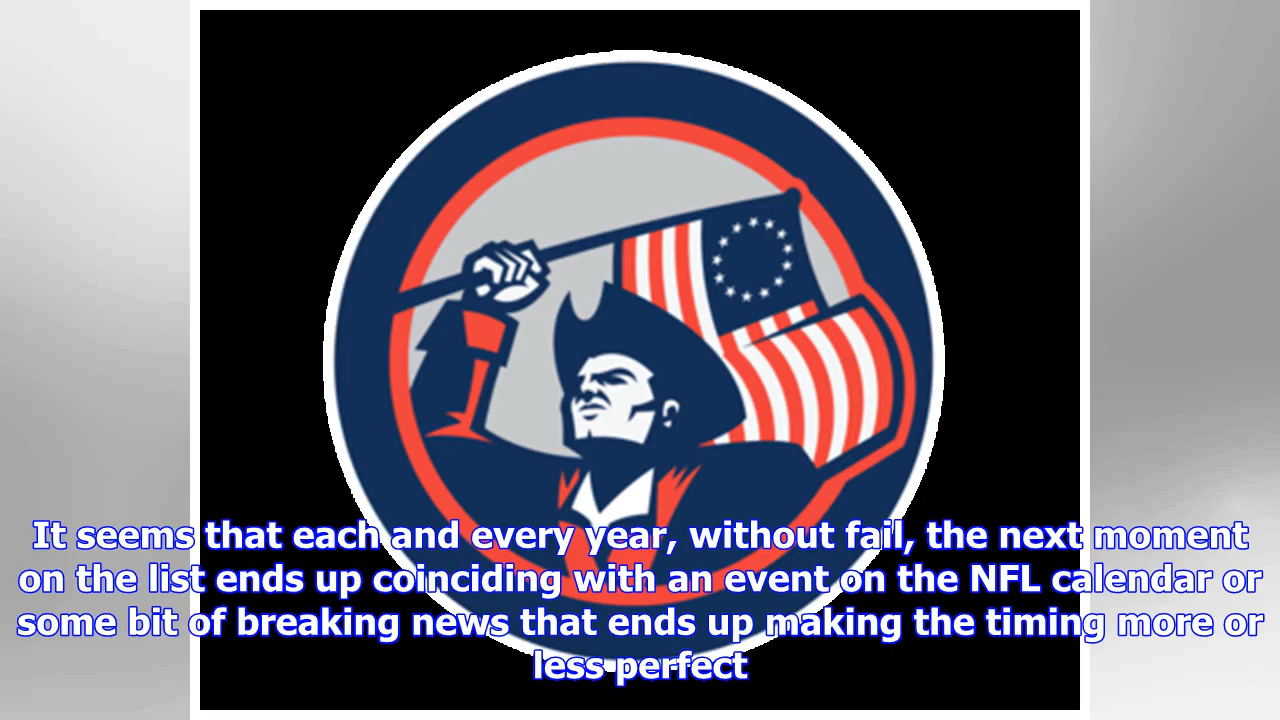 It seems that each and every year, without fail, the next moment
on the list ends up coinciding with an event on the NFL calendar or
some bit of breaking news that ends up making the timing more or
less perfect